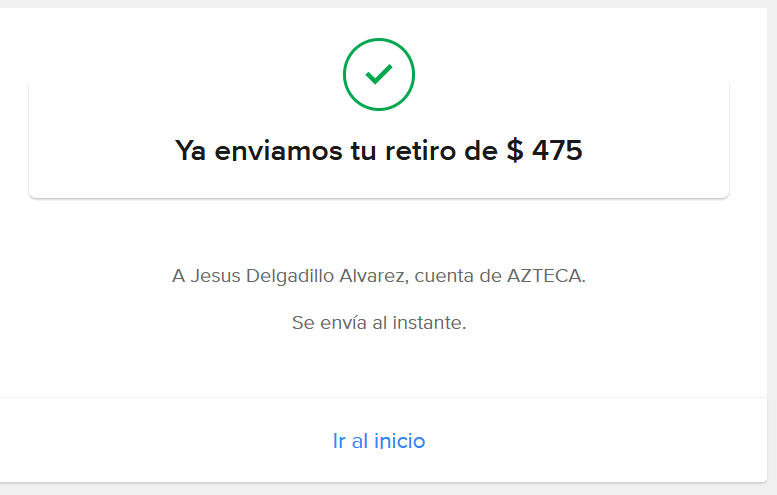 Ya enviamos tu retiro de $ 475
A Jesus Delgadillo Alvarez, cuenta de AZTECA.
Se envía al instante.
Ir al inicio